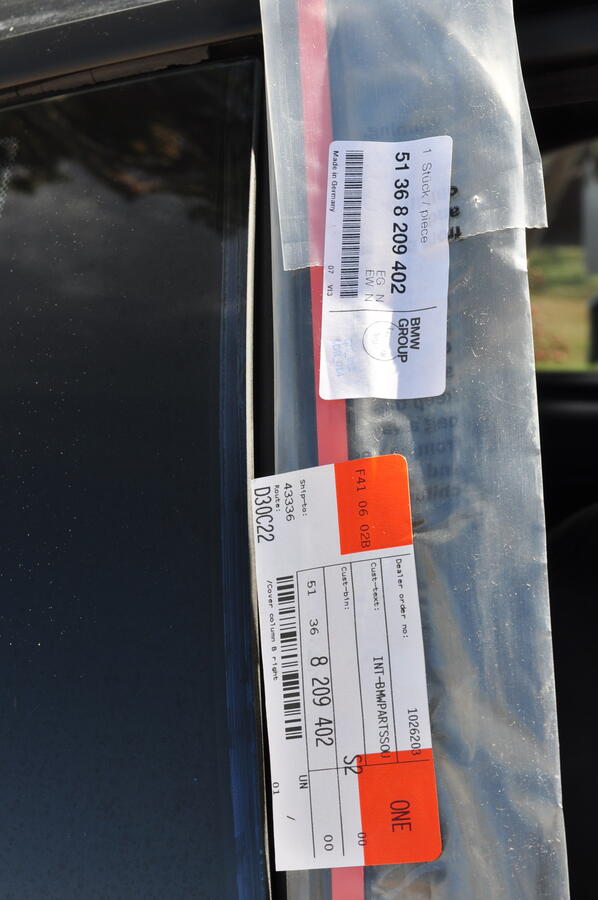 1 Stück / piece
51 36 8 209 402
EG N
EW N
Made in Germany
07 VI3
BMW
GROUP
F41 06 02B
Dealer order no: 1026203
Cust-text: INT-BMWPARTSSOU
Cust-bin:
S2
ONE
00
51 36 8 209 402
00
UN
Ship-to:
43336
Route:
D30C22
/Cover column B right
01 /